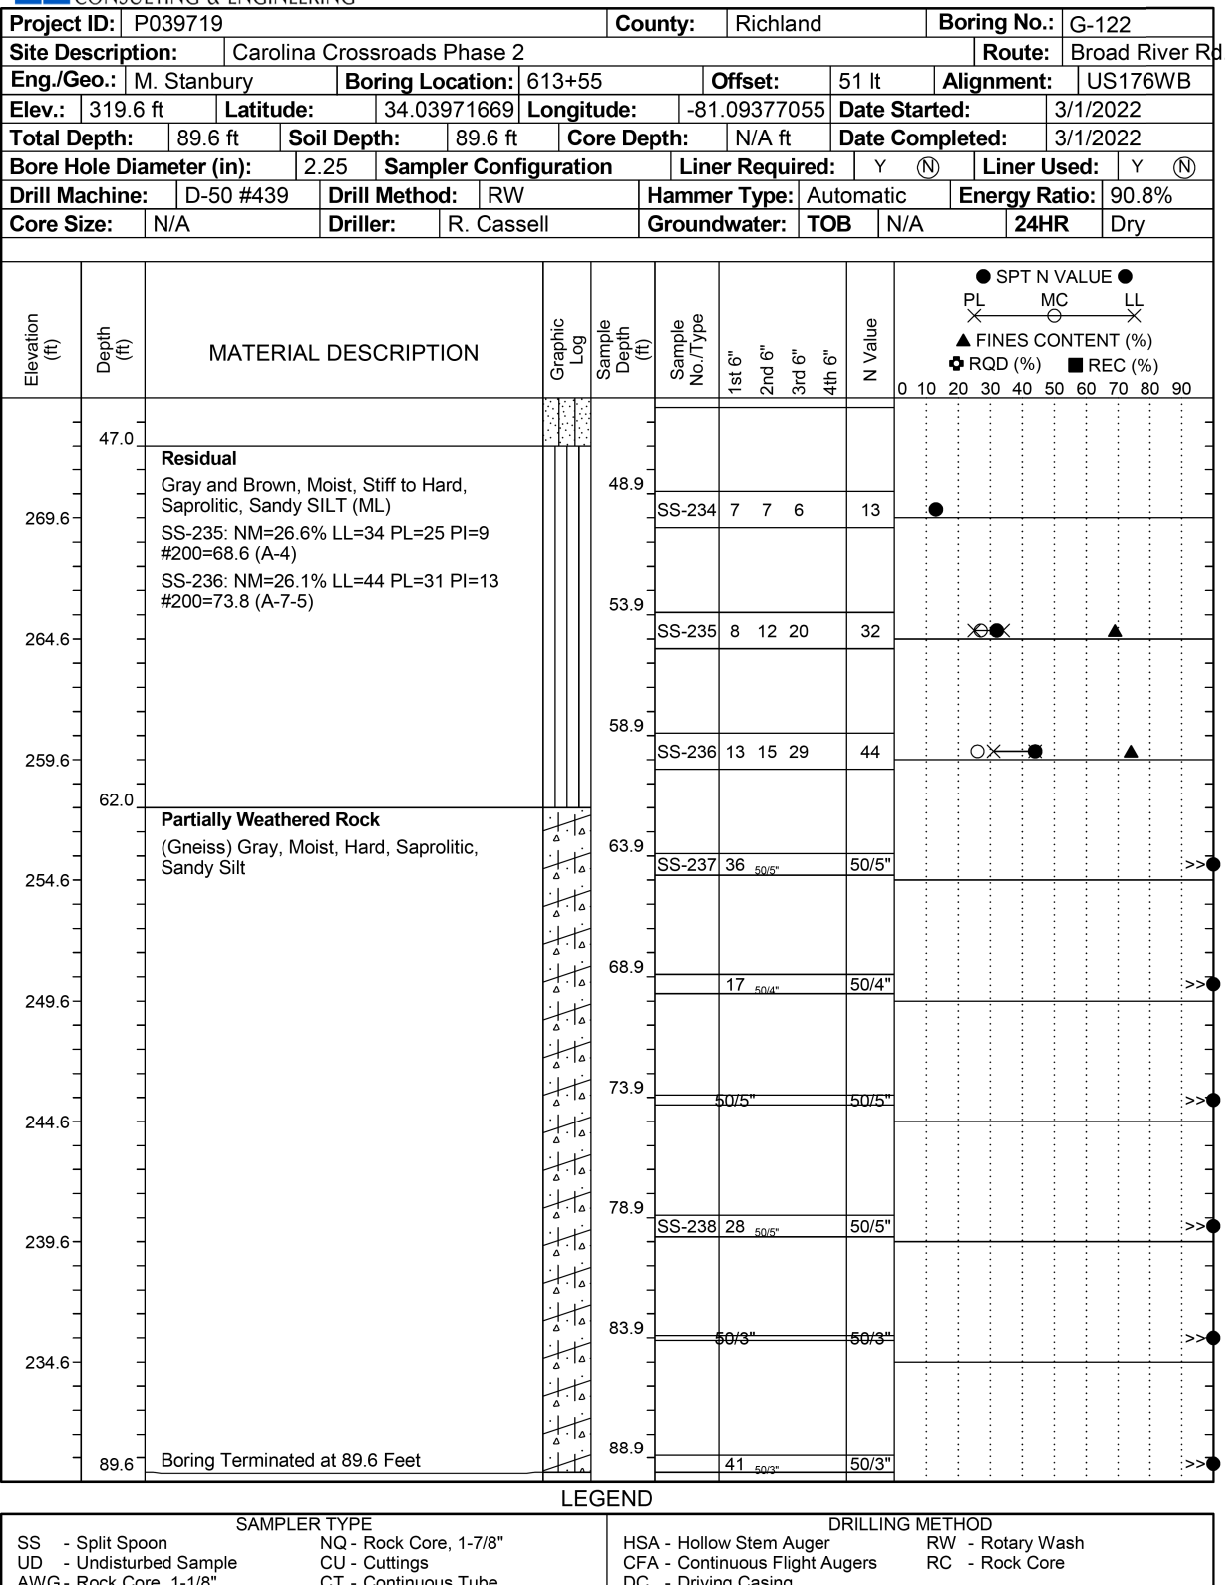 CONSULTING & ENGINEERING
Project ID: P039719 County: Richland Boring No.: G-122
Site Description: Carolina Crossroads Phase 2 Route: Broad River Rd.
Eng./Geo.: M. Stanbury Boring Location: 613+55 Offset: 51 lt Alignment: US176WB
Elev.: 319.6 ft Latitude: 34.03971669 Longitude: -81.09377055 Date Started: 3/1/2022
Total Depth: 89.6 ft Soil Depth: 89.6 ft Core Depth: N/A ft Date Completed: 3/1/2022
Bore Hole Diameter (in): 2.25 Sampler Configuration Liner Required: Y N Liner Used: Y N
Drill Machine: D-50 #439 Drill Method: RW Hammer Type: Automatic Energy Ratio: 90.8%
Core Size: N/A Driller: R. Cassell Groundwater: TOB N/A 24HR Dry
Elevation (ft) Depth (ft) MATERIAL DESCRIPTION Graphic Log Sample Depth (ft) Sample No./Type 1st 6" 2nd 6" 3rd 6" 4th 6" N Value
SPT N VALUE
PL MC LL
FINES CONTENT (%)
RQD (%) REC (%)
0 10 20 30 40 50 60 70 80 90
47.0
Residual
Gray and Brown, Moist, Stiff to Hard,
Saprolitic, Sandy SILT (ML)
48.9
SS-234 7 7 6 13
269.6
SS-235: NM=26.6% LL=34 PL=25 PI=9
#200=68.6 (A-4)
SS-236: NM=26.1% LL=44 PL=31 PI=13
#200=73.8 (A-7-5)
53.9
SS-235 8 12 20 32
264.6
58.9
SS-236 13 15 29 44
259.6
62.0
Partially Weathered Rock
(Gneiss) Gray, Moist, Hard, Saprolitic,
Sandy Silt
63.9
SS-237 36 50/5" 50/5" >>
254.6
68.9
17 50/4" 50/4" >>
249.6
73.9
50/5" 50/5" >>
244.6
78.9
SS-238 28 50/5" 50/5" >>
239.6
83.9
50/3" 50/3" >>
234.6
88.9
89.6 Boring Terminated at 89.6 Feet
41 50/3" 50/3" >>
LEGEND
SAMPLER TYPE
SS - Split Spoon NQ - Rock Core, 1-7/8"
UD - Undisturbed Sample CU - Cuttings
AWG - Rock Core, 1-1/8" CT - Continuous Tube
DRILLING METHOD
HSA - Hollow Stem Auger RW - Rotary Wash
CFA - Continuous Flight Augers RC - Rock Core
DC - Driving Casing